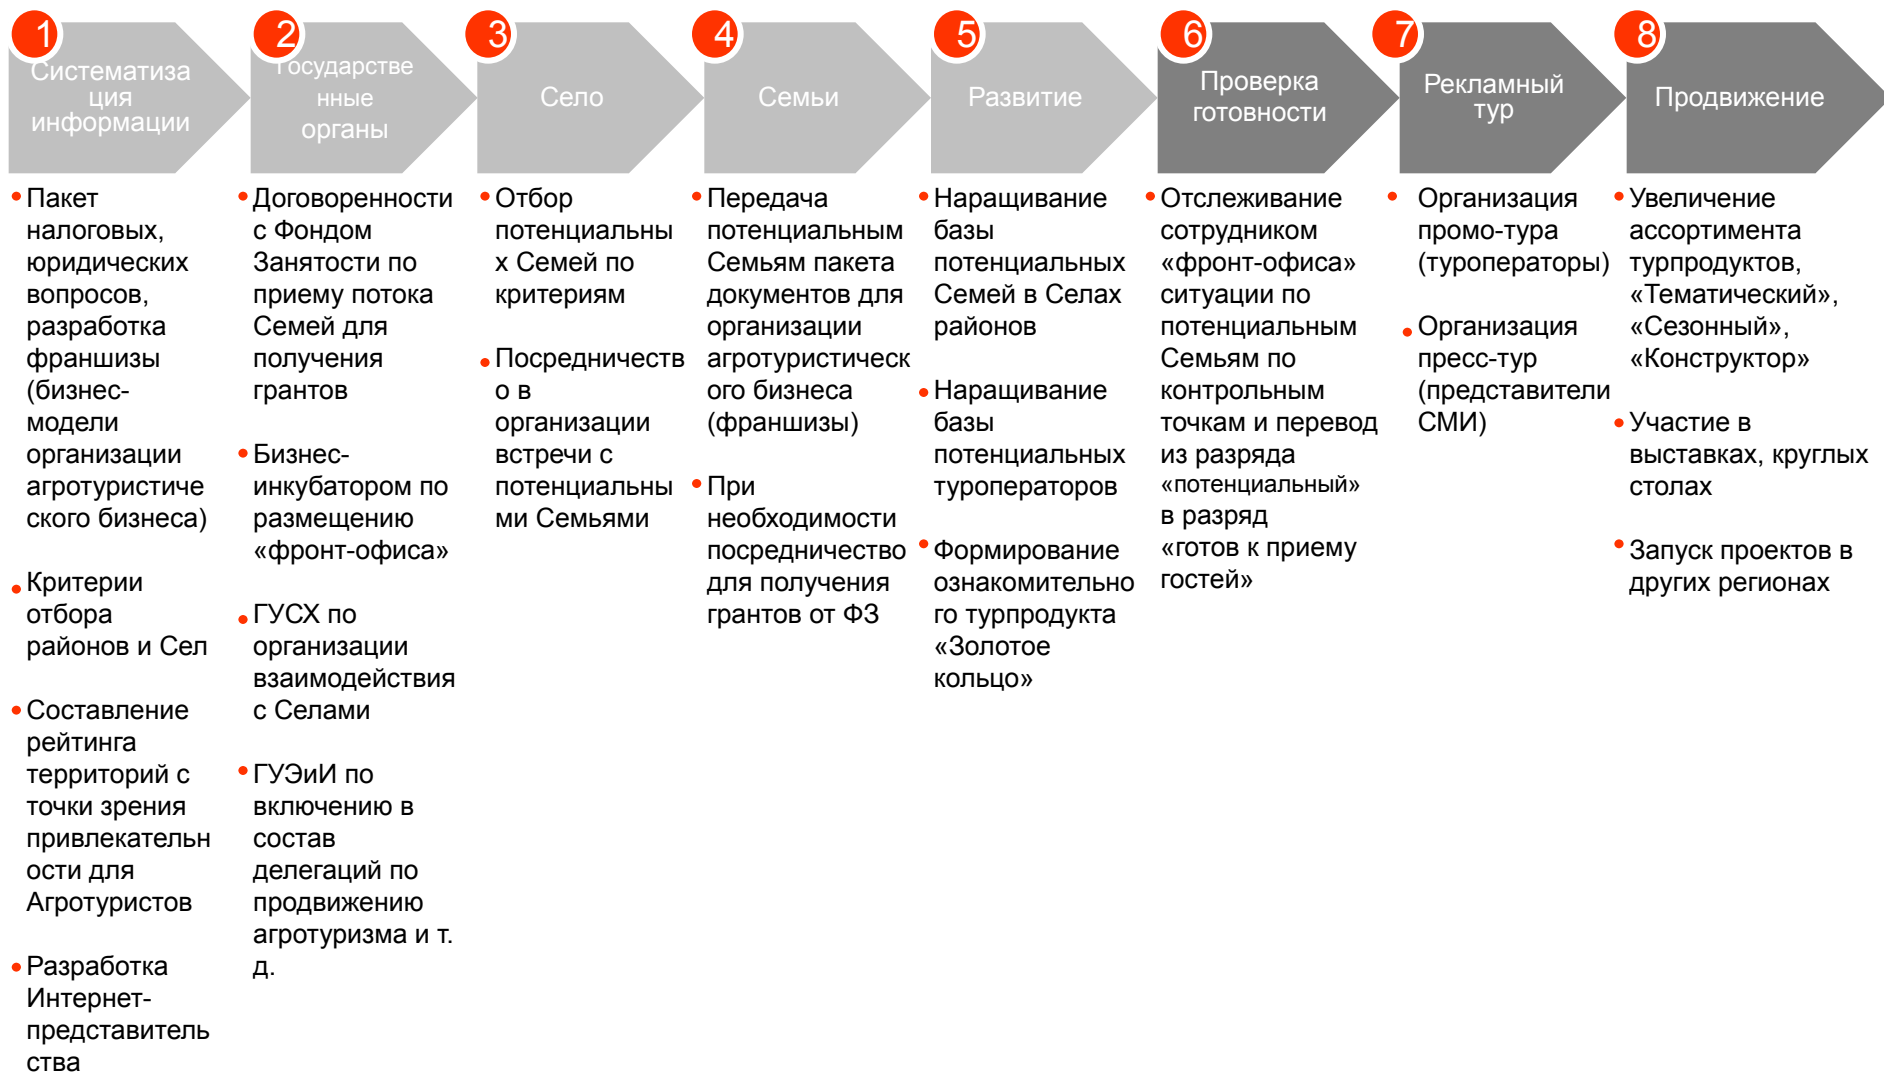 1
Систематиза
ция
информации
2
Государстве
нные
органы
3
Село
4
Семьи
5
Развитие
6
Проверка
готовности
7
Рекламный
тур
8
Продвижение
Пакет
налоговых,
юридических
вопросов,
разработка
франшизы
(бизнес-
модели
организации
агротуристиче
ского бизнеса)
Критерии
отбора
районов и Сел
Составление
рейтинга
территорий с
точки зрения
привлекательн
ости для
Агротуристов
Разработка
Интернет-
представитель
ства
Договоренности
с Фондом
Занятости по
приему потока
Семей для
получения
грантов
Бизнес-
инкубатором по
размещению
«фронт-офиса»
ГУСХ по
организации
взаимодействия
с Селами
ГУЭиИ по
включению в
состав
делегаций по
продвижению
агротуризма и т.
д.
Отбор
потенциальны
х Семей по
критериям
Посредничеств
о в
организации
встречи с
потенциальны
ми Семьями
Передача
потенциальным
Семьям пакета
документов для
организации
агротуристическ
ого бизнеса
(франшизы)
При
необходимости
посредничество
для получения
грантов от ФЗ
Наращивание
базы
потенциальных
Семей в Селах
районов
Наращивание
базы
потенциальных
туроператоров
Формирование
ознакомительно
го турпродукта
«Золотое
кольцо»
Отслеживание
сотрудником
«фронт-офиса»
ситуации по
потенциальным
Семьям по
контрольным
точкам и перевод
из разряда
«потенциальный»
в разряд
«готов к приему
гостей»
Организация
промо-тура
(туроператоры)
Организация
пресс-тур
(представители
СМИ)
Увеличение
ассортимента
турпродуктов,
«Тематический»,
«Сезонный»,
«Конструктор»
Участие в
выставках, круглых
столах
Запуск проектов в
других регионах